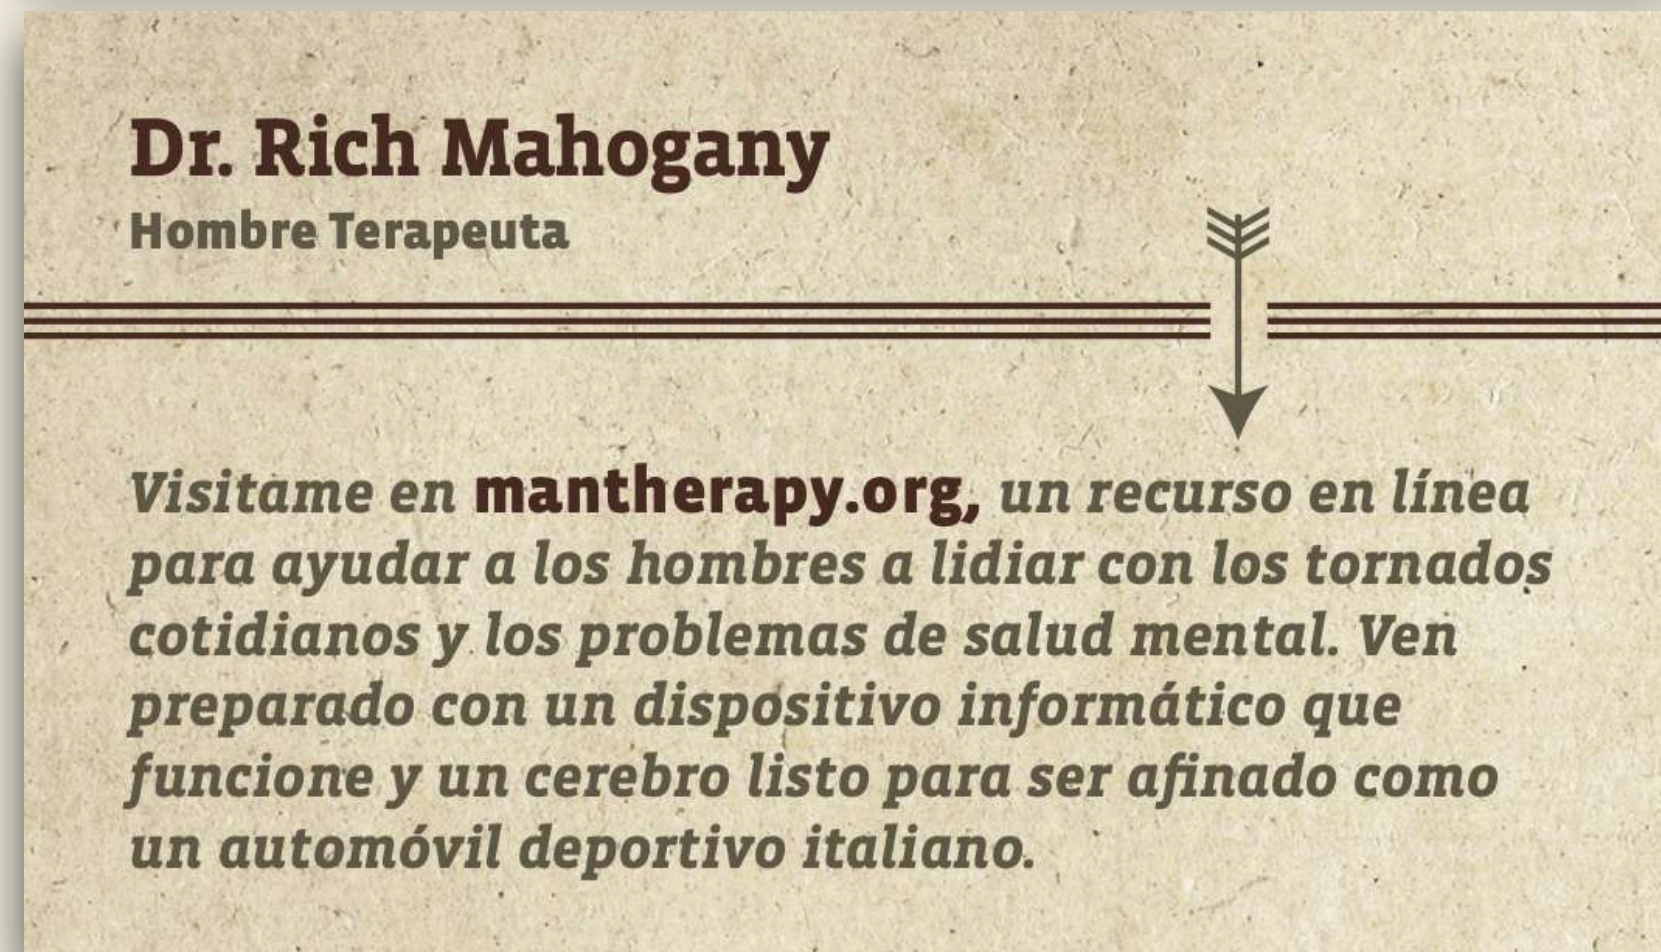 Dr. Rich Mahogany
Hombre Terapeuta
Visitame en mantherapy.org, un recurso en línea
para ayudar a los hombres a lidiar con los tornados
cotidianos y los problemas de salud mental. Ven
preparado con un dispositivo informático que
funcione y un cerebro listo para ser afinado como
un automóvil deportivo italiano.